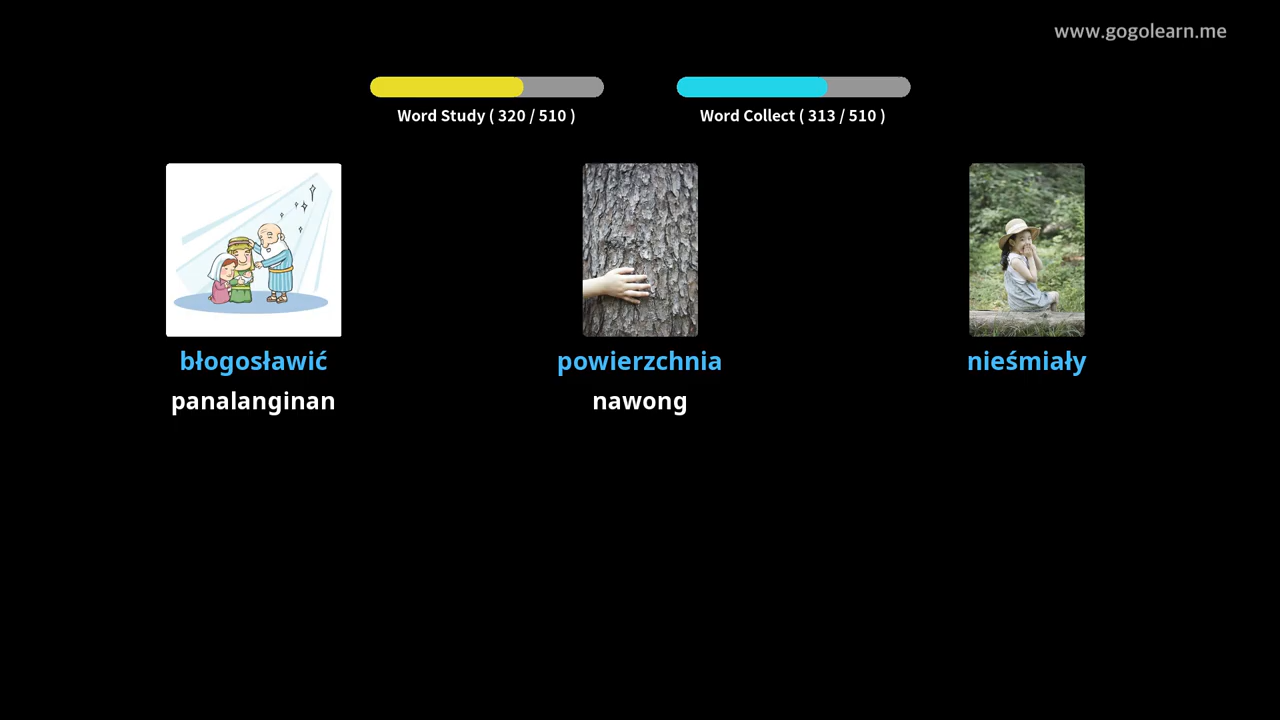 www.gogolearn.me
Word Study ( 320 / 510 )
Word Collect ( 313 / 510 )
błogosławić
powierzchnia
nieśmiały
panalanginan
nawong